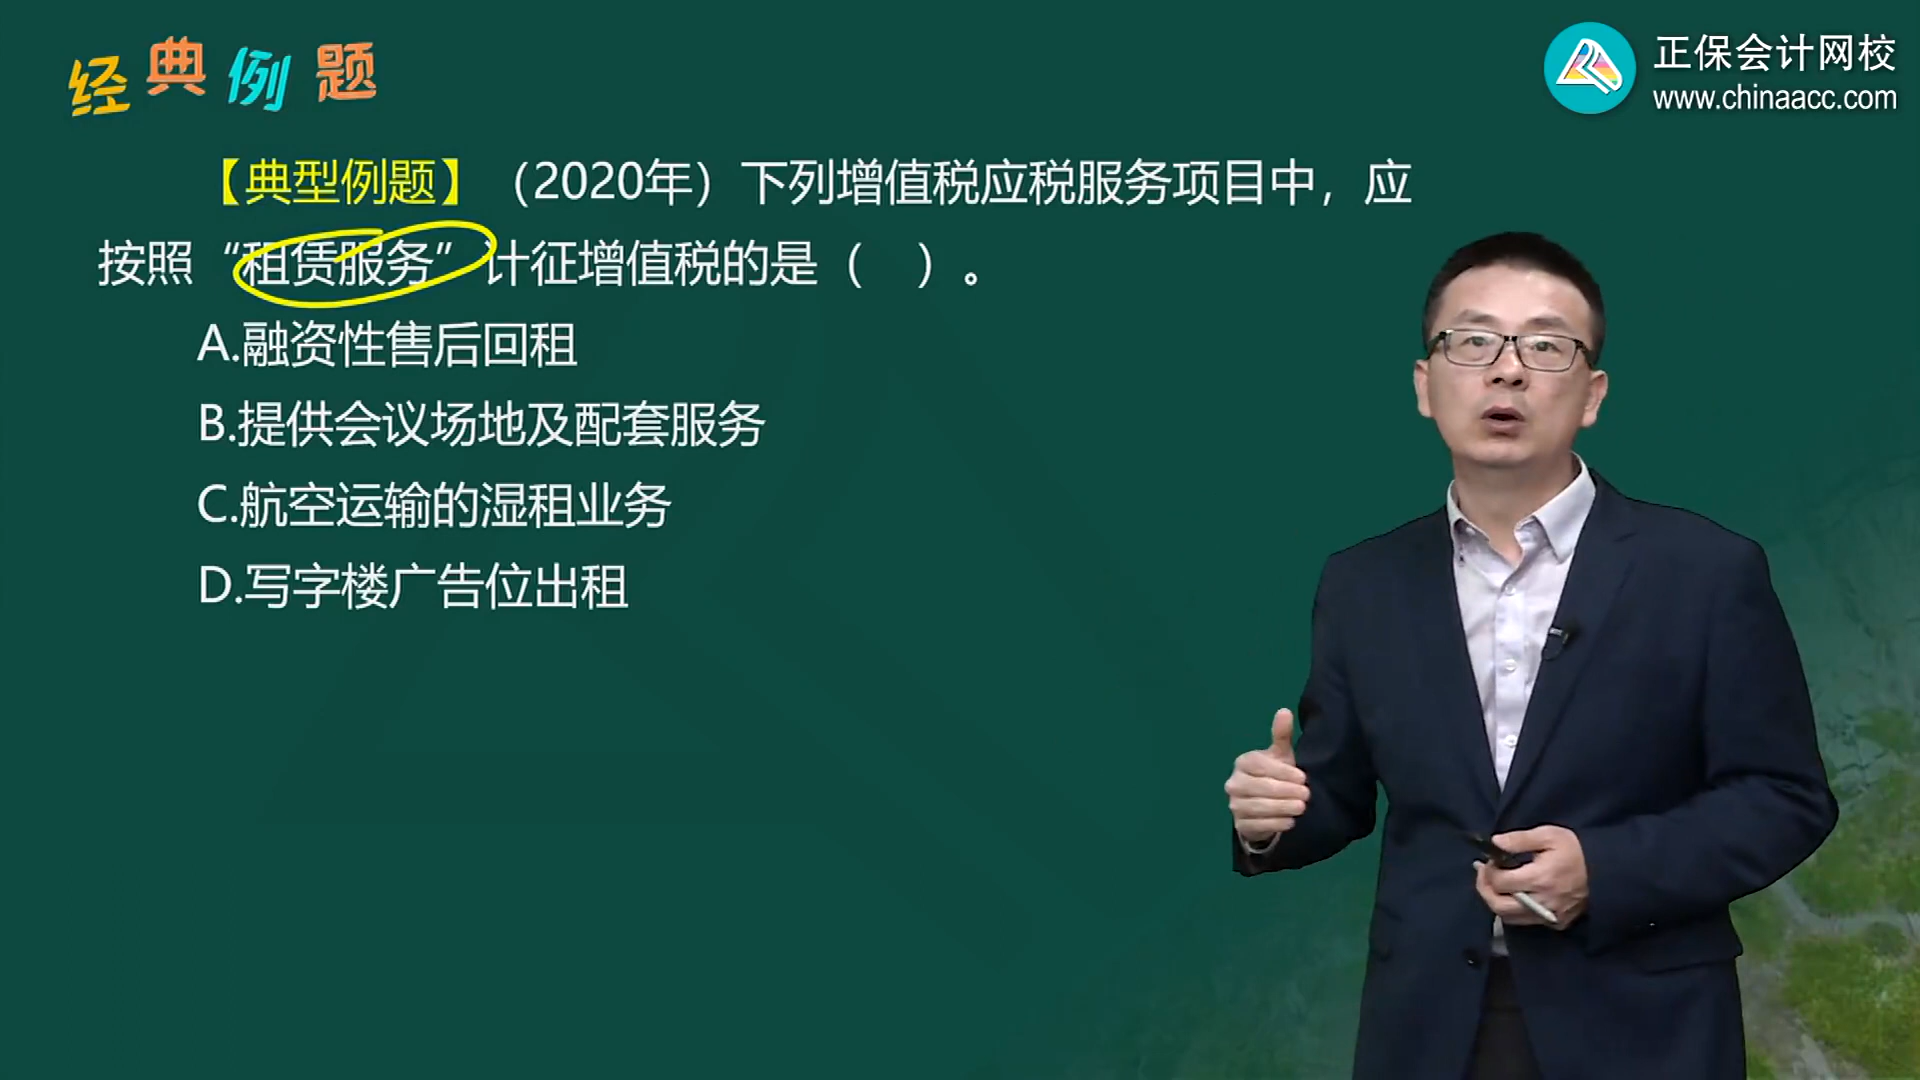 经典例题
正保会计网校
www.chinaacc.com
【典型例题】（2020年）下列增值税应税服务项目中，应
按照“租赁服务”计征增值税的是（　）。
A.融资性售后回租
B.提供会议场地及配套服务
C.航空运输的湿租业务
D.写字楼广告位出租